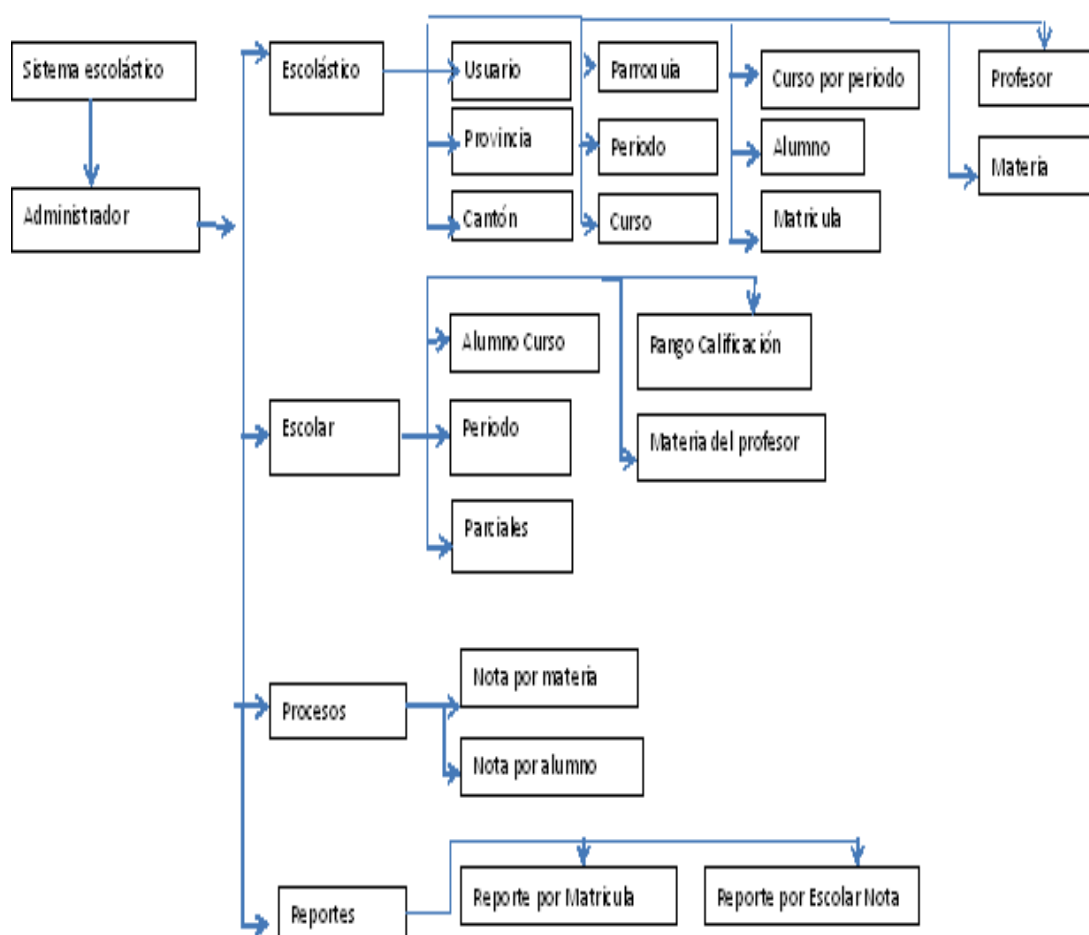 Sistema escolástico
Administrador
Escolástico
Usuario
Provincia
Cantón
Parroquia
Periodo
Curso
Curso por periodo
Alumno
Matricula
Profesor
Materia
Escolar
Alumno Curso
Periodo
Parciales
Rango Calificación
Materia del profesor
Procesos
Nota por materia
Nota por alumno
Reportes
Reporte por Matricula
Reporte por Escolar Nota